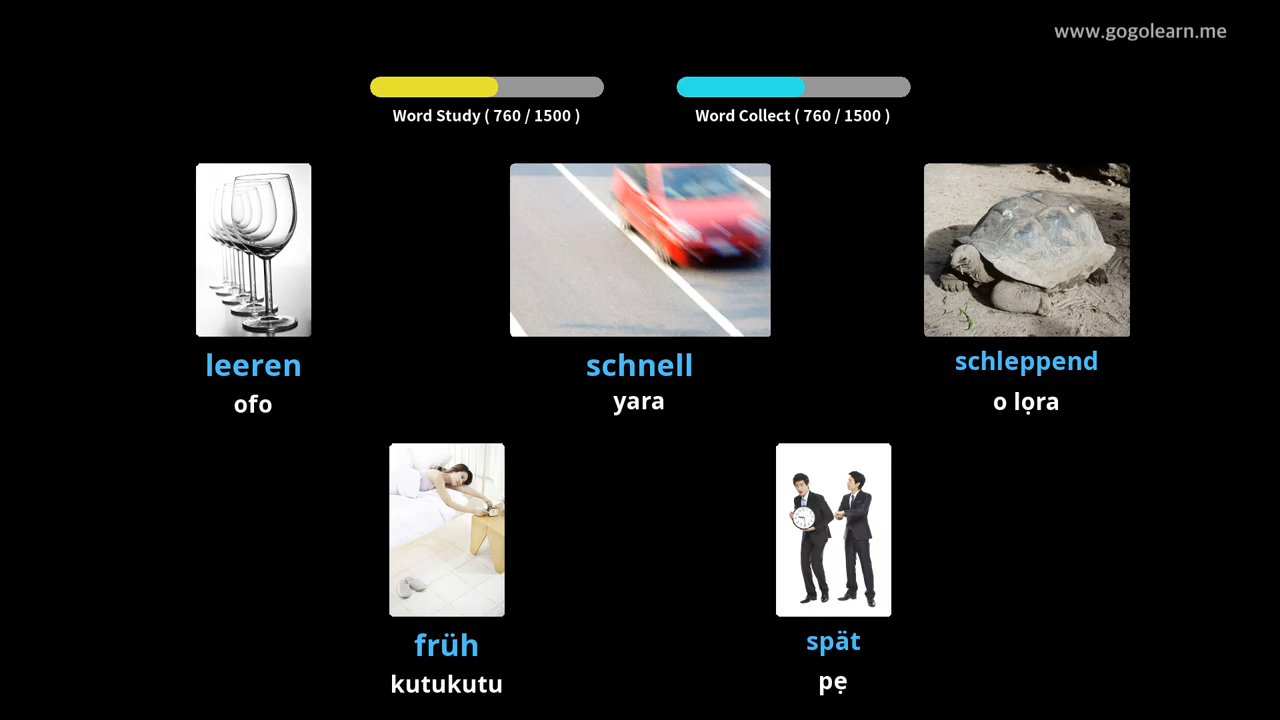 www.gogolearn.me
Word Study ( 760 / 1500 )
Word Collect ( 760 / 1500 )
leeren
ofo
schnell
yara
schleppend
o lọra
früh
kutukutu
spät
pẹ